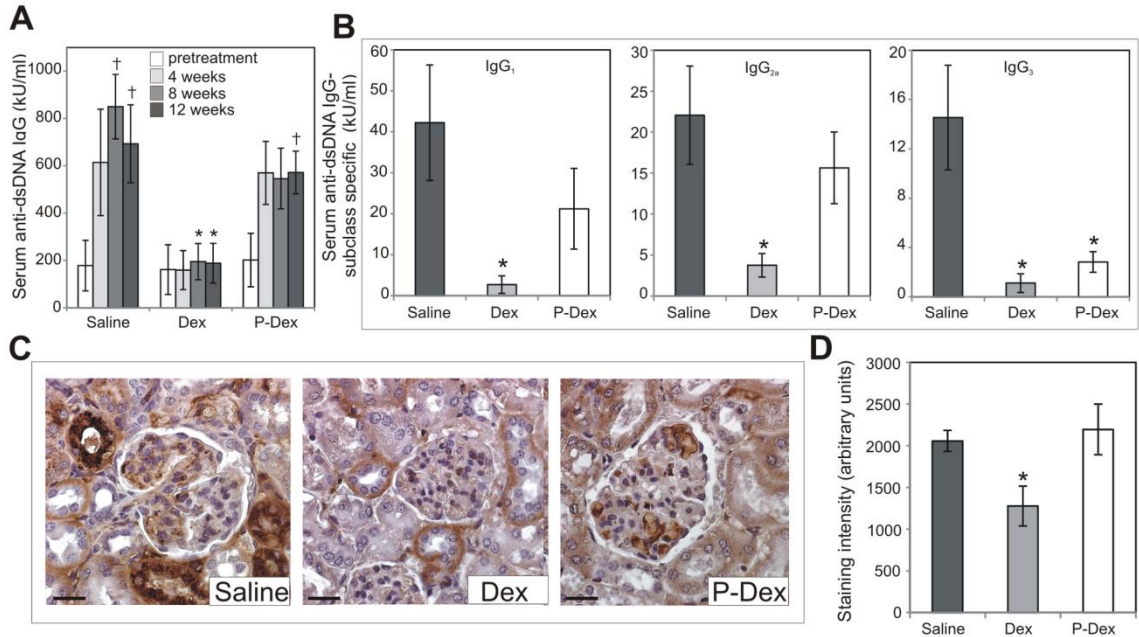 A
Serum anti-dsDNA IgG (kU/ml)
1000
800
600
400
200
0
pretreatment
4 weeks
8 weeks
12 weeks
†
†
* *
†
Saline Dex P-Dex
B
Serum anti-dsDNA IgG-
subclass specific (kU/ml)
60
50
40
30
20
10
0
IgG1
*
Saline Dex P-Dex
30
25
20
15
10
5
0
IgG2a
*
Saline Dex P-Dex
20
16
14
8
4
0
IgG3
*
*
Saline Dex P-Dex
C
Saline
Dex
P-Dex
D
Staining intensity (arbitrary units)
3000
2500
2000
1500
1000
500
0
*
Saline Dex P-Dex